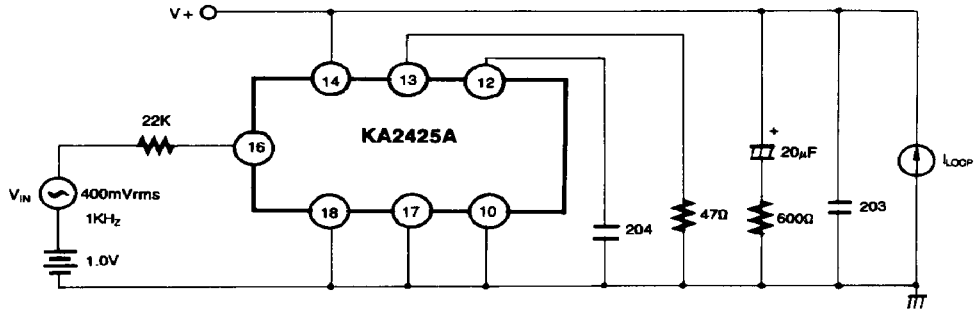 V+
14
13
12
22K
16
KA2425A
+
20μF
ILOOP
VIN
400mVrms
1KHz
18
17
10
204
47Ω
600Ω
203
1.0V